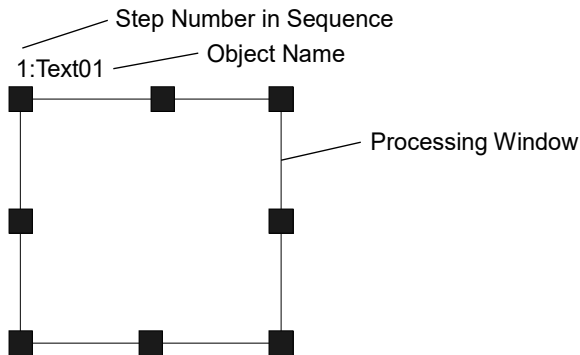 Step Number in Sequence
Object Name
1:Text01
Processing Window